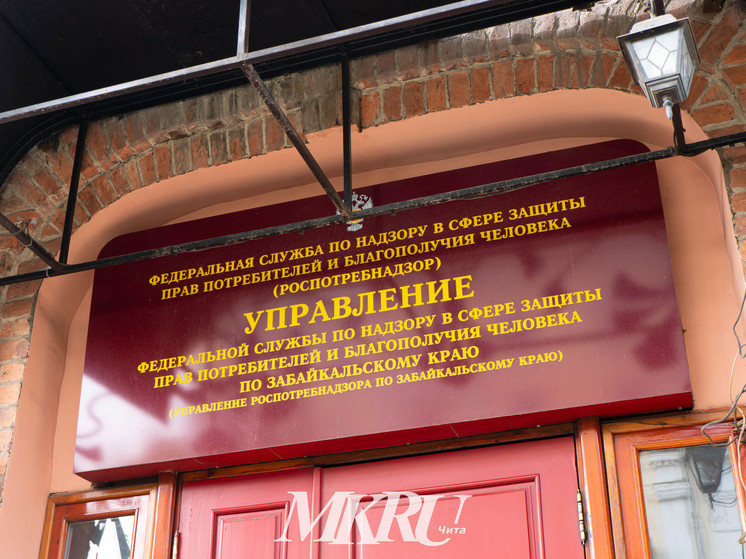 ФЕДЕРАЛЬНАЯ СЛУЖБА ПО НАДЗОРУ В СФЕРЕ ЗАЩИТЫ
ПРАВ ПОТРЕБИТЕЛЕЙ И БЛАГОПОЛУЧИЯ ЧЕЛОВЕКА
(РОСПОТРЕБНАДЗОР)
УПРАВЛЕНИЕ
ФЕДЕРАЛЬНОЙ СЛУЖБЫ ПО НАДЗОРУ В СФЕРЕ ЗАЩИТЫ
ПРАВ ПОТРЕБИТЕЛЕЙ И БЛАГОПОЛУЧИЯ ЧЕЛОВЕКА
ПО ЗАБАЙКАЛЬСКОМУ КРАЮ
(УПРАВЛЕНИЕ РОСПОТРЕБНАДЗОРА ПО ЗАБАЙКАЛЬСКОМУ КРАЮ)
MKRU
Чита